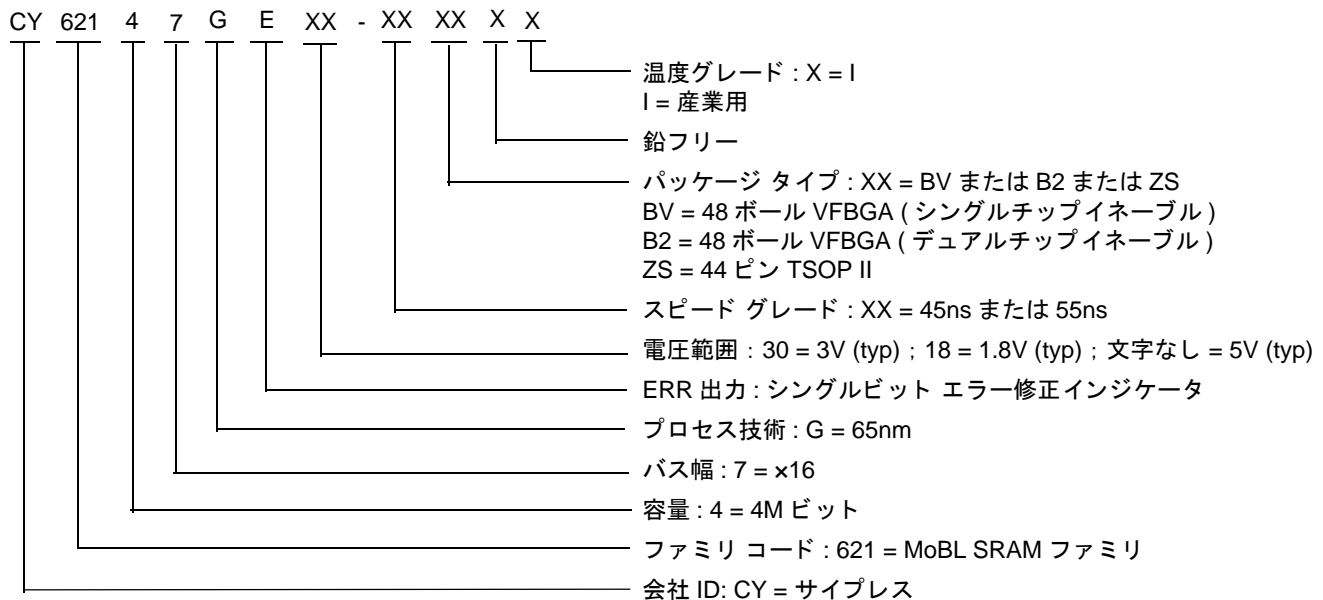 CY 621 4 7 G E XX - XX XX X X
温度グレード : X = I
I = 産業用
鉛フリー
パッケージ タイプ : XX = BV または B2 または ZS
BV = 48 ボール VFBGA ( シングルチップイネーブル )
B2 = 48 ボール VFBGA ( デュアルチップイネーブル )
ZS = 44 ピン TSOP II
スピード グレード : XX = 45ns または 55ns
電圧範囲 : 30 = 3V (typ) ; 18 = 1.8V (typ) ; 文字なし = 5V (typ)
ERR 出力 : シングルビット エラー修正インジケータ
プロセス技術 : G = 65nm
バス幅 : 7 = ×16
容量 : 4 = 4M ビット
ファミリ コード : 621 = MoBL SRAM ファミリ
会社 ID: CY = サイプレス